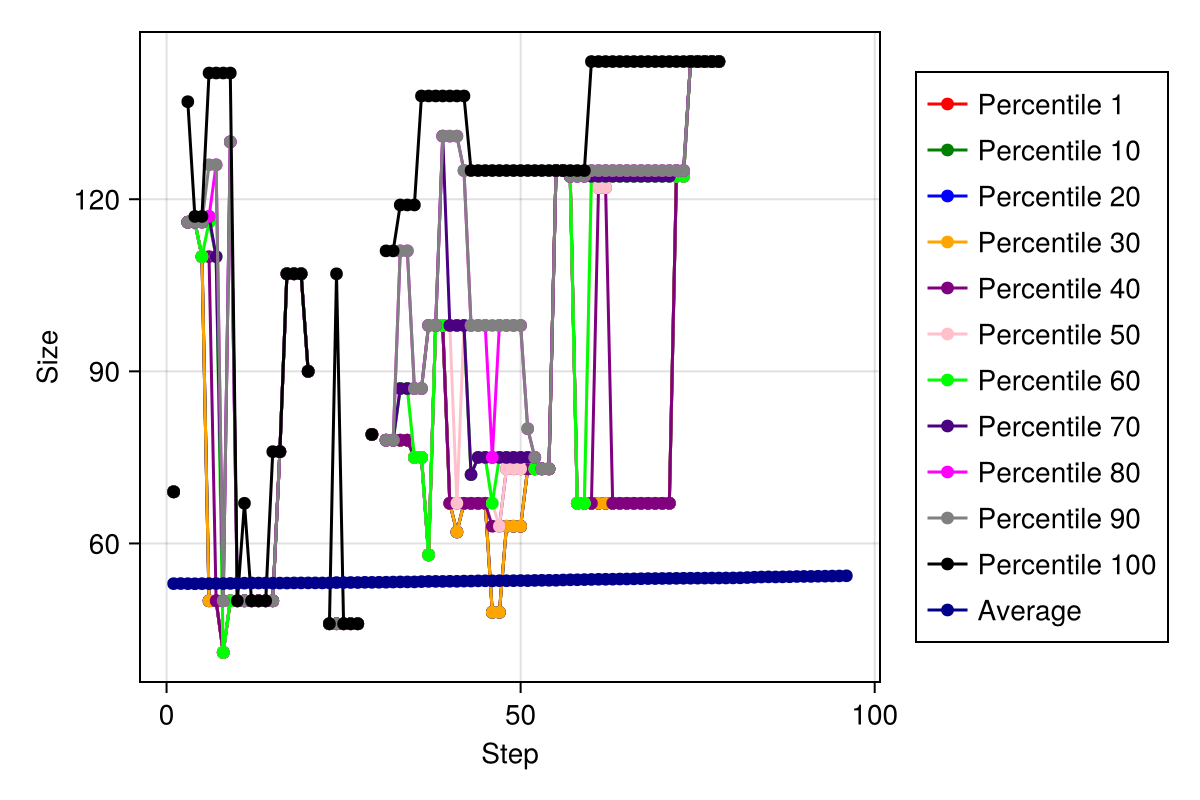 120
90
60
0
50
100
Size
Step
Percentile 1
Percentile 10
Percentile 20
Percentile 30
Percentile 40
Percentile 50
Percentile 60
Percentile 70
Percentile 80
Percentile 90
Percentile 100
Average